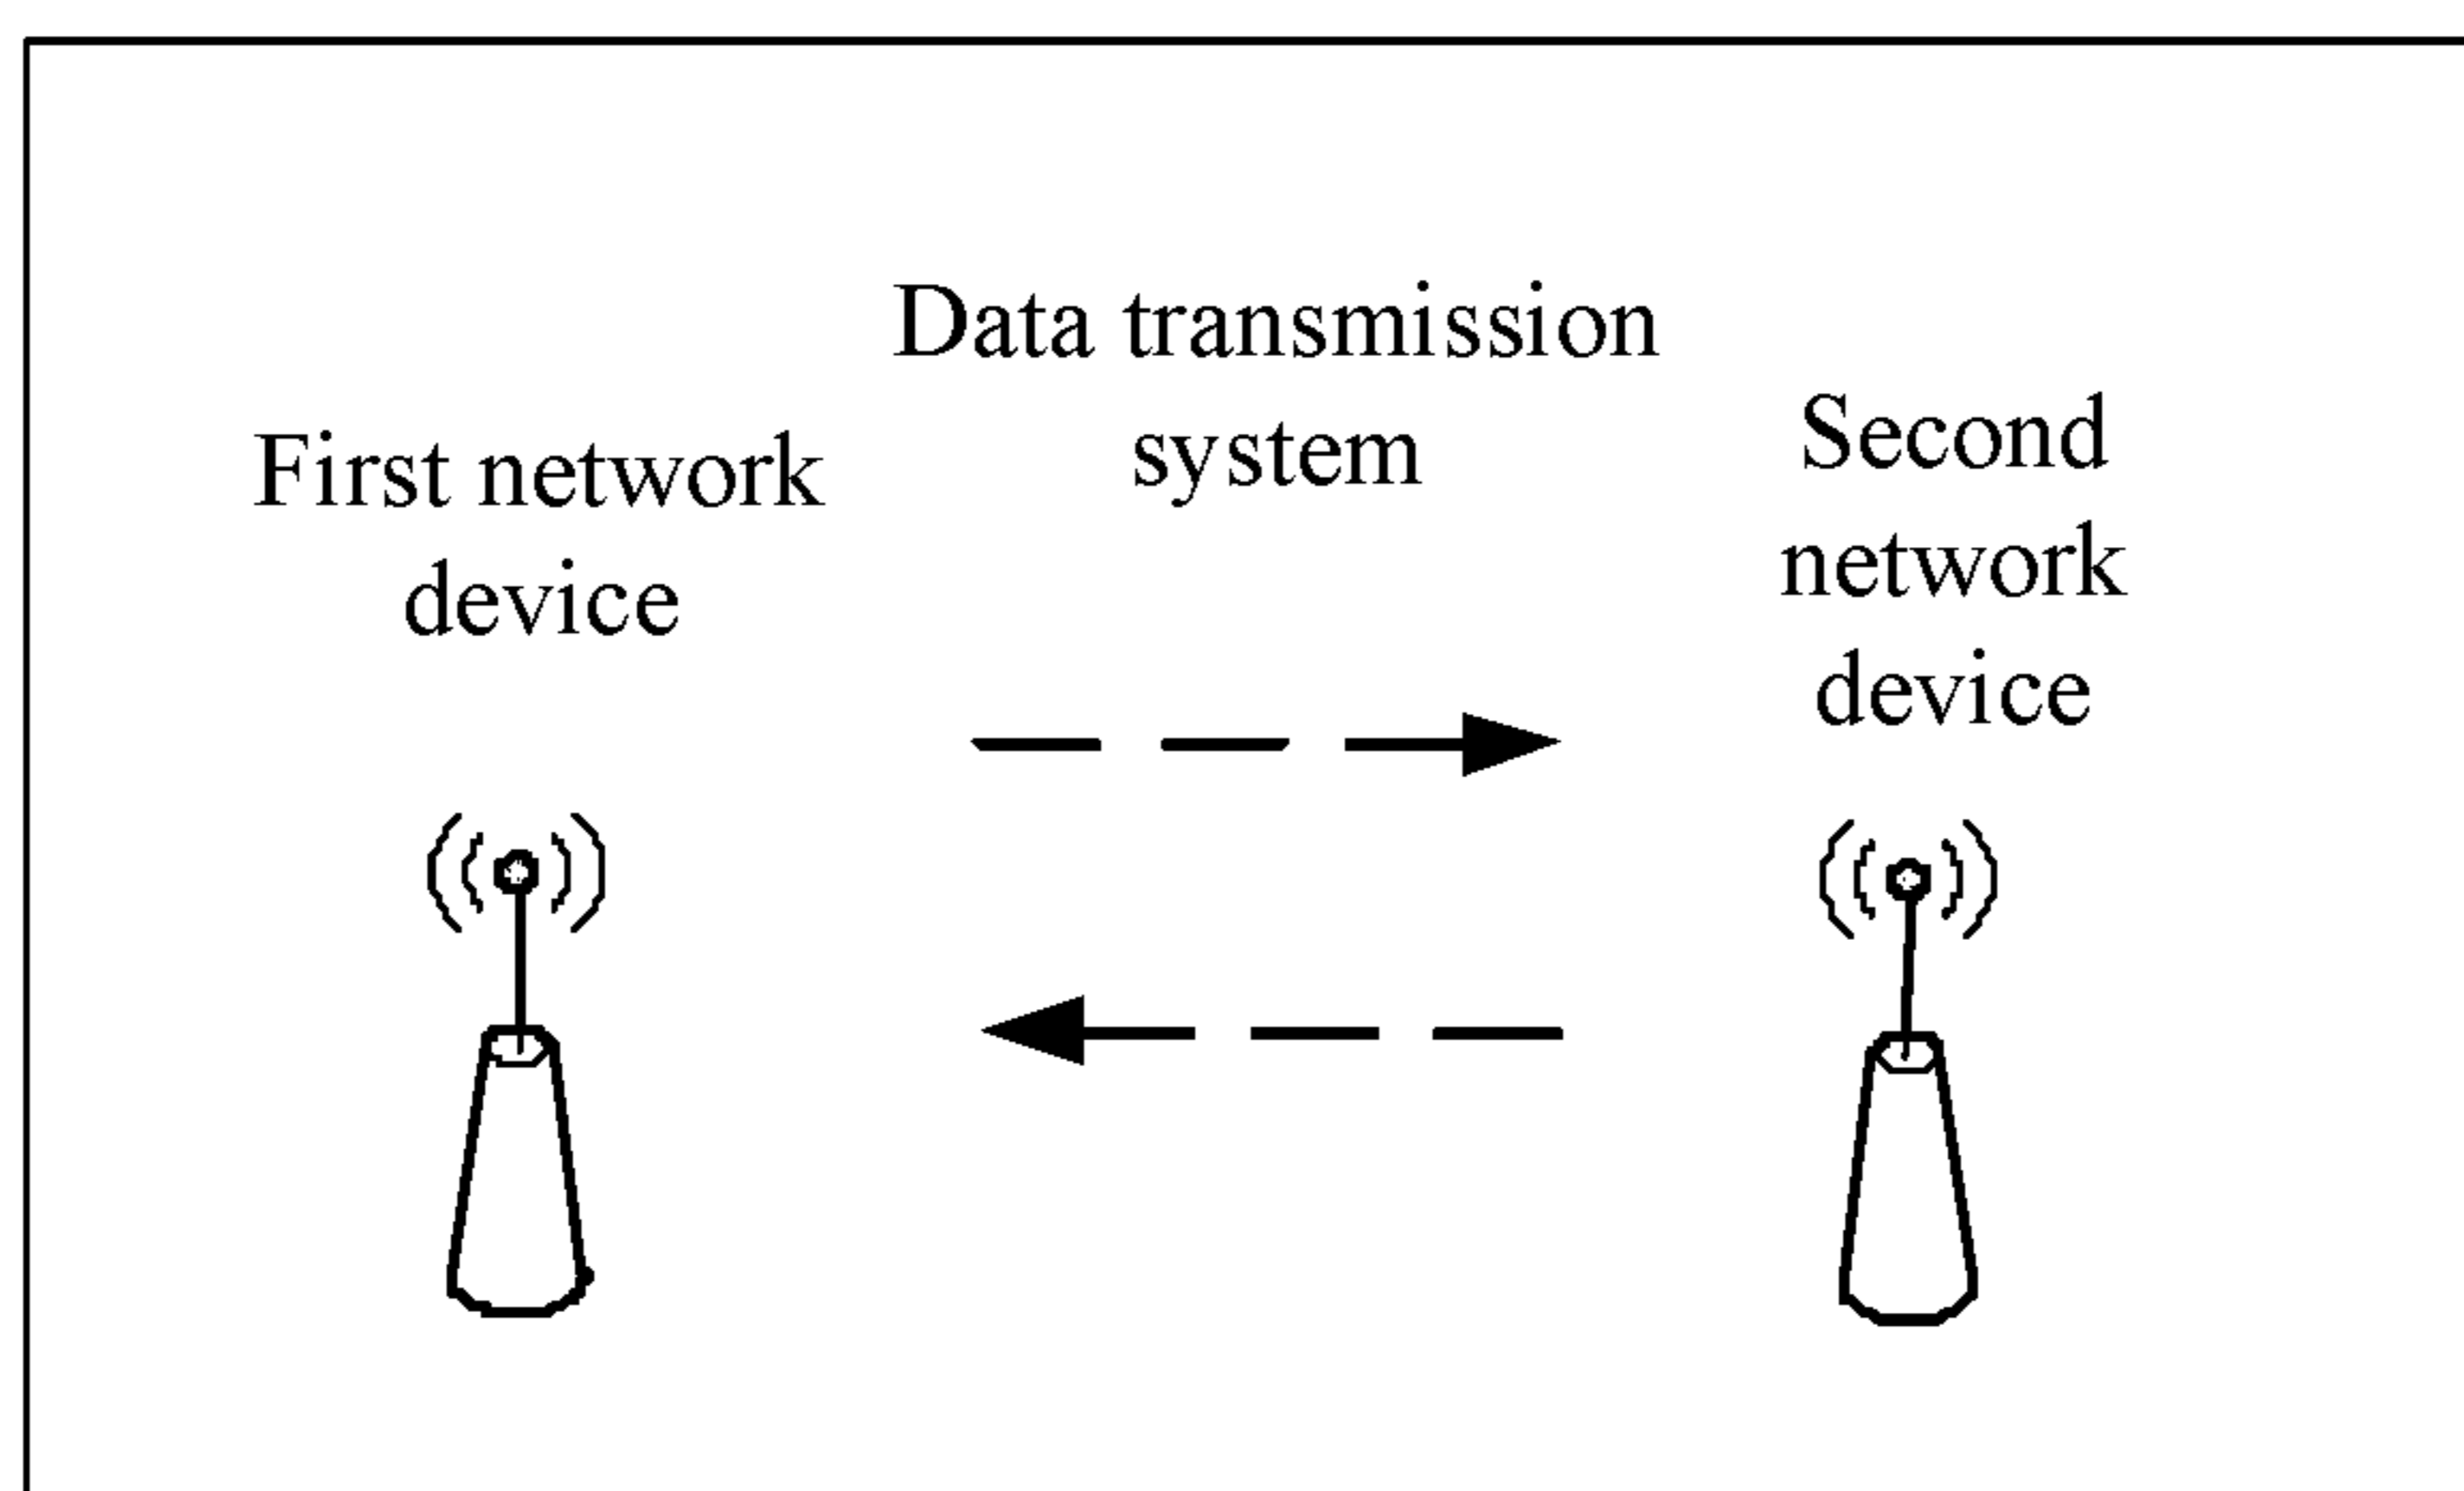 Data transmission
system
First network
device
Second
network
device